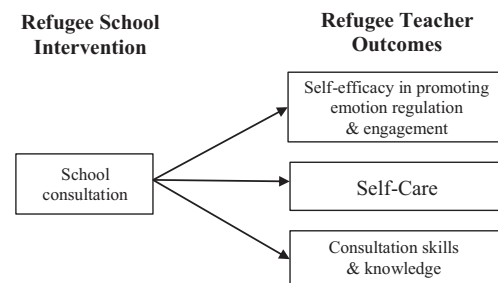 Refugee School
Intervention
Refugee Teacher
Outcomes
Self-efficacy in promoting
emotion regulation
& engagement
School
consultation
Self-Care
Consultation skills
& knowledge